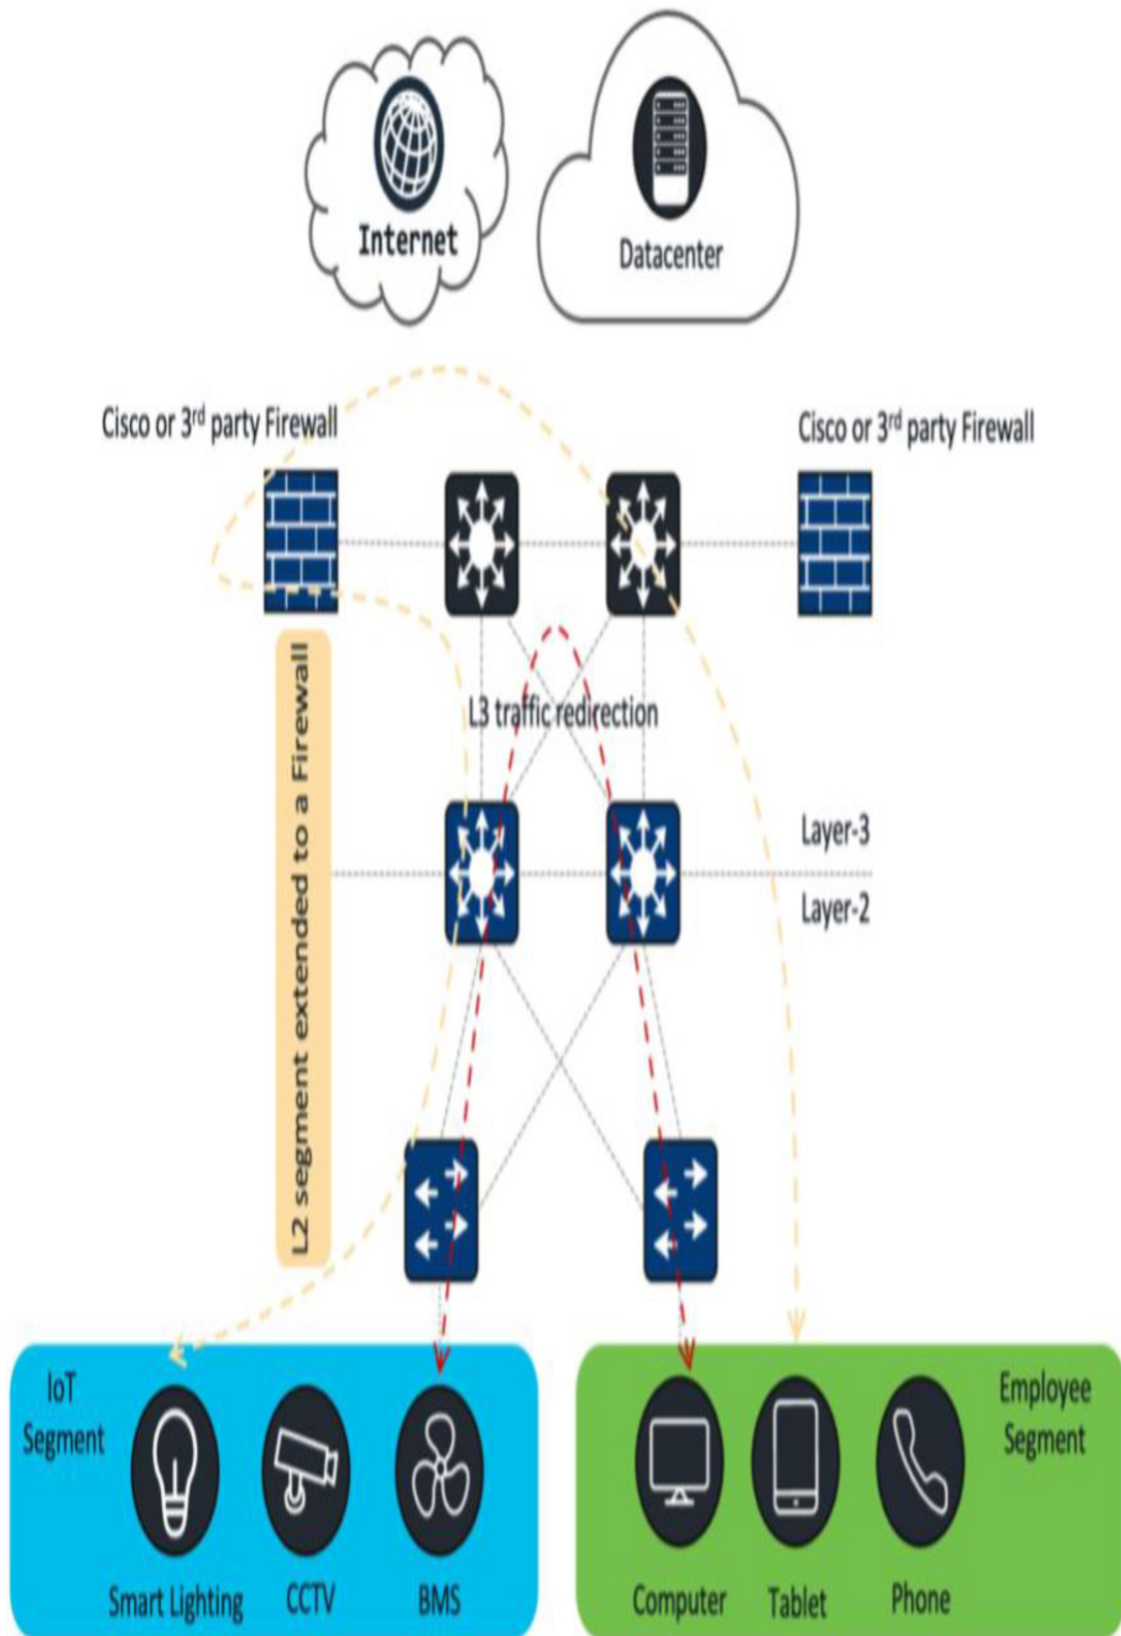 Internet
Datacenter
Cisco or 3rd party Firewall
Cisco or 3rd party Firewall
L3 traffic redirection
L2 segment extended to a Firewall
Layer-3
Layer-2
IoT
Segment
Smart Lighting
CCTV
BMS
Employee
Segment
Computer
Tablet
Phone